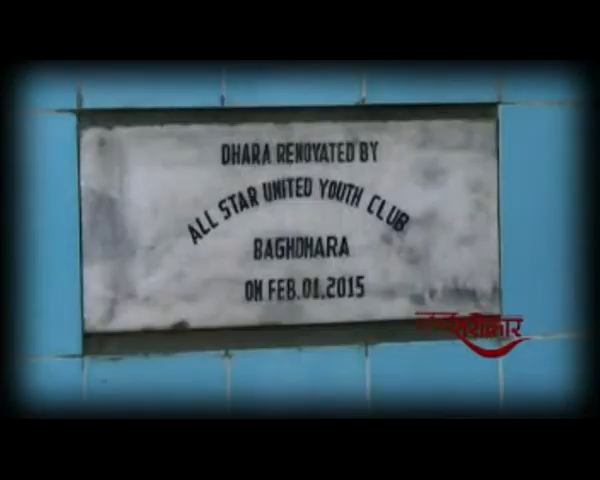 DHARA RENOVATED BY
ALL STAR UNITED YOUTH CLUB
BAGHDHARA
ON FEB.01.2015